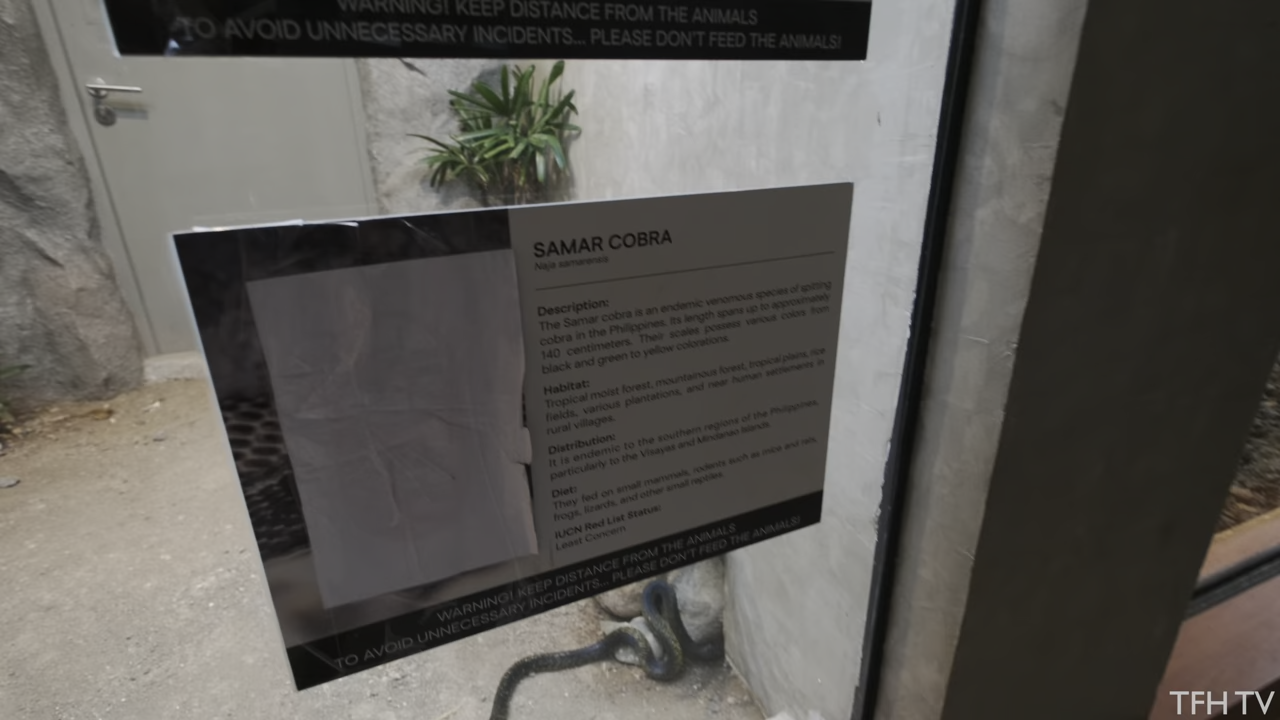 WARNING! KEEP DISTANCE FROM THE ANIMALS
TO AVOID UNNECESSARY INCIDENTS... PLEASE DON'T FEED THE ANIMALS!
SAMAR COBRA
Naja samarensis
Description:
The Samar cobra is an endemic venomous species of spitting
cobra in the Philippines. Its length spans up to approximately
140 centimeters. Their scales possess various colors from
black and green to yellow colorations.
Habitat:
Tropical moist forest, mountainous forest, tropical plains, rice
fields, various plantations, and near human settlements in
rural villages.
Distribution:
It is endemic to the southern regions of the Philippines,
particularly to the Visayas and Mindanao Islands.
Diet:
They fed on small mammals, rodents such as mice and rats,
frogs, lizards, and other small reptiles.
IUCN Red List Status:
Least Concern
WARNING! KEEP DISTANCE FROM THE ANIMALS
TO AVOID UNNECESSARY INCIDENTS... PLEASE DON'T FEED THE ANIMALS!
TFH TV